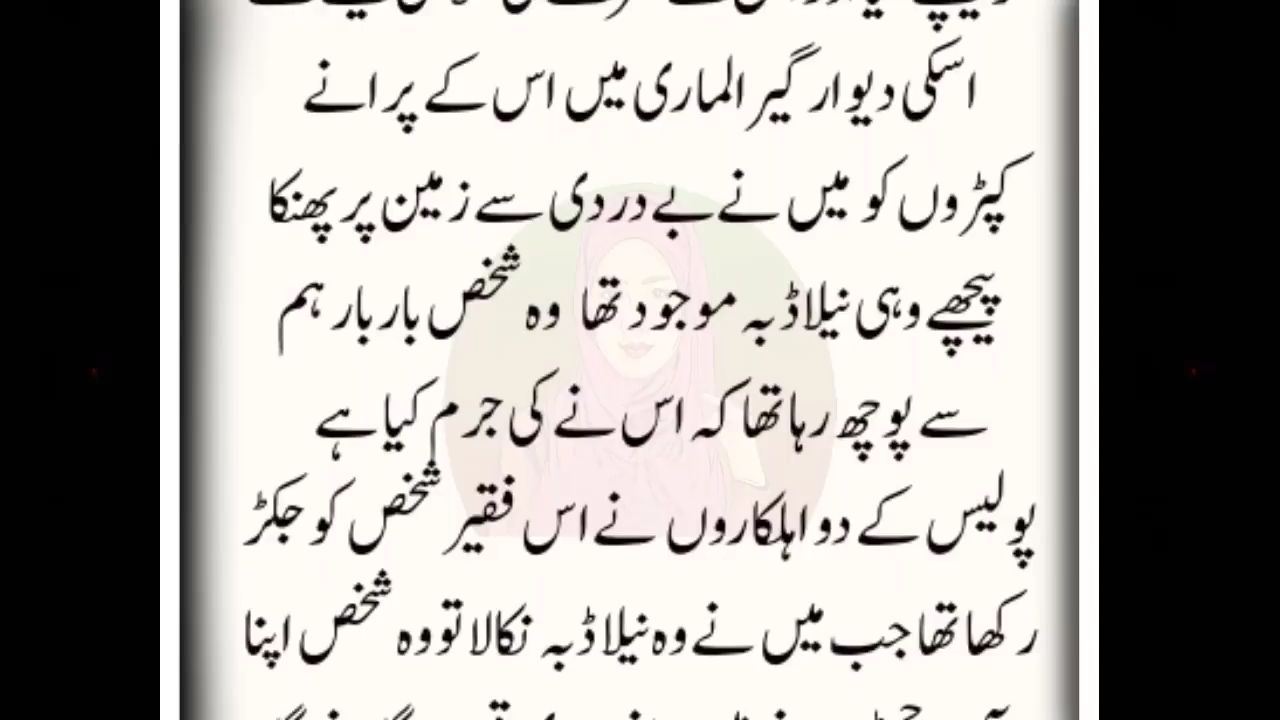 اسکی دیوار گیر الماری میں اس کے پرانے
کپڑوں کو میں نے بے دردی سے زمین پر پھنکا
پیچھے وہی نیلا ڈبہ موجود تھا وہ شخص بار بار ہم
سے پوچھ رہا تھا کہ اس نے کی جرم کیا ہے
پولیس کے دو اہلکاروں نے اس فقیر شخص کو جکڑ
رکھا تھا جب میں نے وہ نیلا ڈبہ نکالا تو وہ شخص اپنا